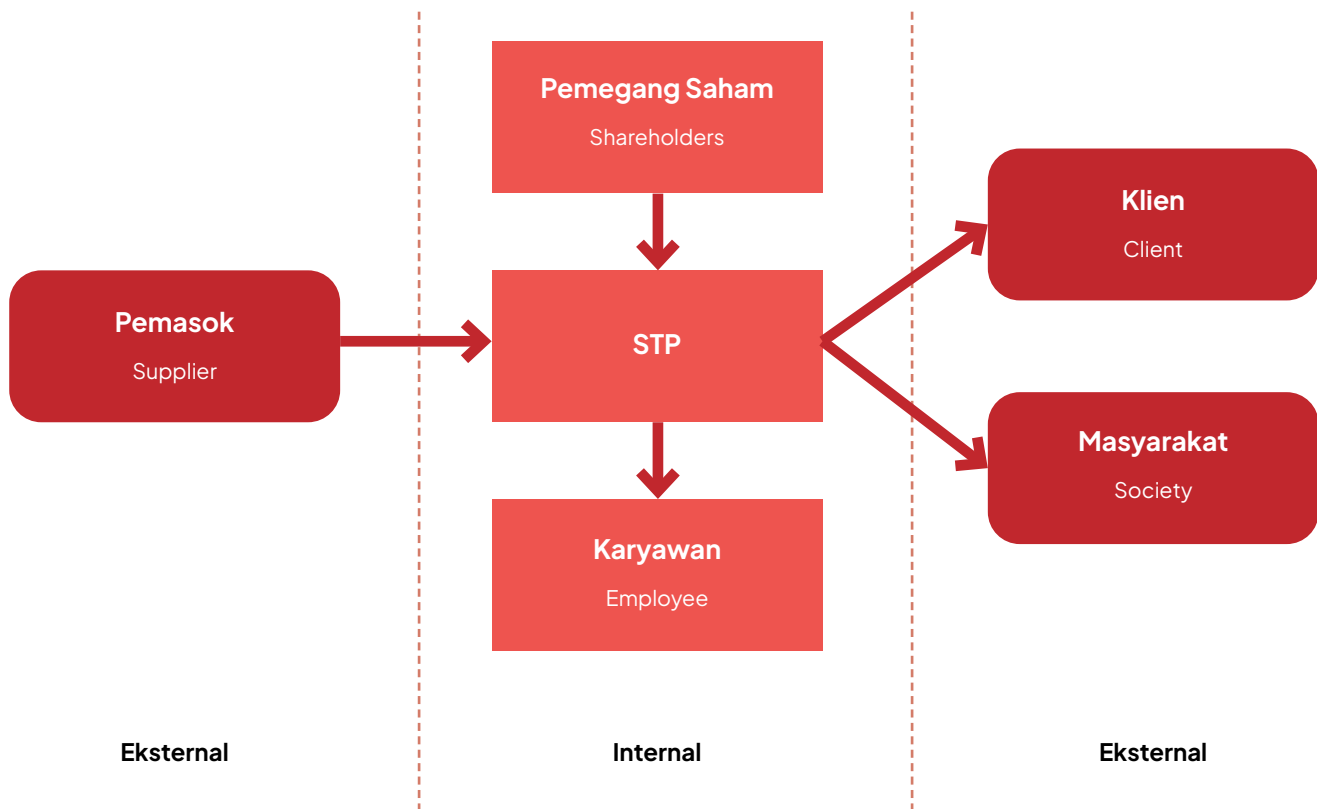 Pemegang Saham
Shareholders
Klien
Client
Pemasok
Supplier
STP
Masyarakat
Society
Karyawan
Employee
Eksternal
Internal
Eksternal